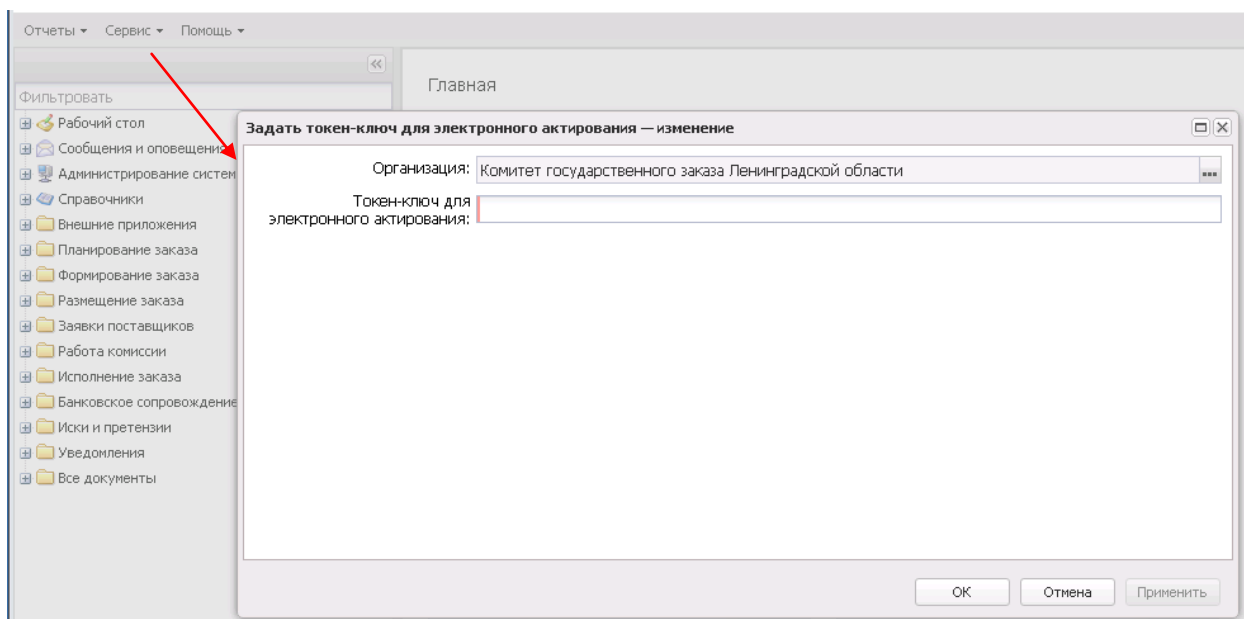 Отчеты Сервис Помощь
Главная
Фильтровать
Рабочий стол
Сообщения и оповещения
Администрирование систем
Справочники
Внешние приложения
Планирование заказа
Формирование заказа
Размещение заказа
Заявки поставщиков
Работа комиссии
Исполнение заказа
Банковское сопровождение
Иски и претензии
Уведомления
Все документы
Задать токен-ключ для электронного актирования — изменение
Организация: Комитет государственного заказа Ленинградской области ...
Токен-ключ для
электронного актирования:
ОК Отмена Применить